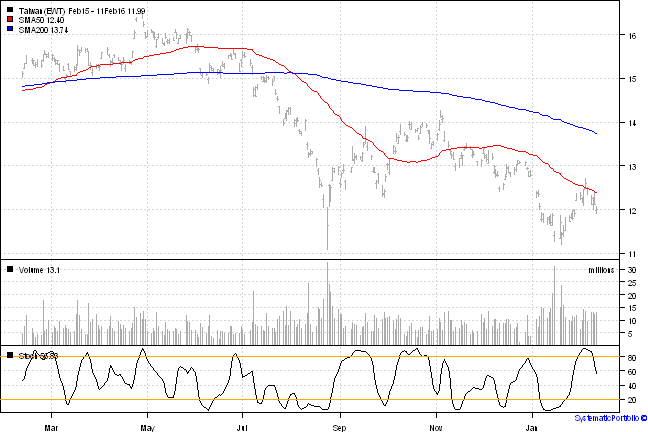 Taiwan (EWT) Feb15 - 11Feb16 11.99
SMA50 12.40
SMA200 13.74
16
15
14
13
12
11
Volume 13.1
millions
30
25
20
15
10
5
80
60
40
20
Mar May Jul Sep Nov Jan
SystematicPortfolio ©